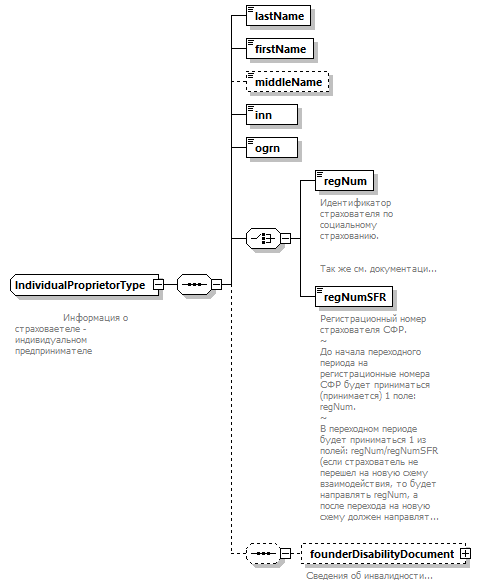 lastName
firstName
middleName
inn
ogrn
regNum
Идентификатор
страхователя по
социальному
страхованию.
Так же см. документаци...
IndividualProprietorType
Информация о
страховаетеле -
индивидуальном
предпринимателе
regNumSFR
Регистрационный номер
страхователя СФР.
~
До начала переходного
периода на
регистрационные номера
СФР будет приниматься
(принимается) 1 поле:
regNum.
~
В переходном периоде
будет приниматься 1 из
полей: regNum/regNumSFR
(если страхователь не
перешел на новую схему
взаимодействия, то будет
направлять regNum, а
после перехода на новую
схему должен направлят...
founderDisabilityDocument
Сведения об инвалидности...